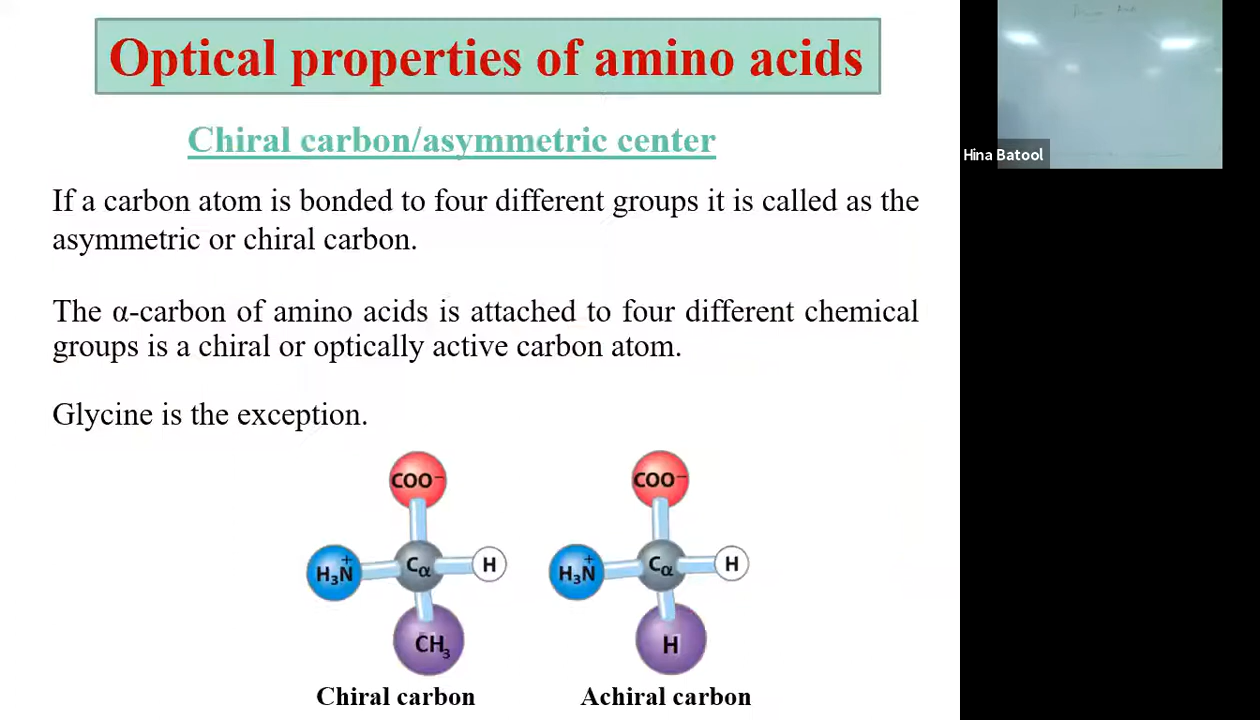 Optical properties of amino acids
Chiral carbon/asymmetric center
If a carbon atom is bonded to four different groups it is called as the
asymmetric or chiral carbon.
The α-carbon of amino acids is attached to four different chemical
groups is a chiral or optically active carbon atom.
Glycine is the exception.
COO⁻
H₃N⁺
Cα
H
CH₃
Chiral carbon
COO⁻
H₃N⁺
Cα
H
H
Achiral carbon
Hina Batool